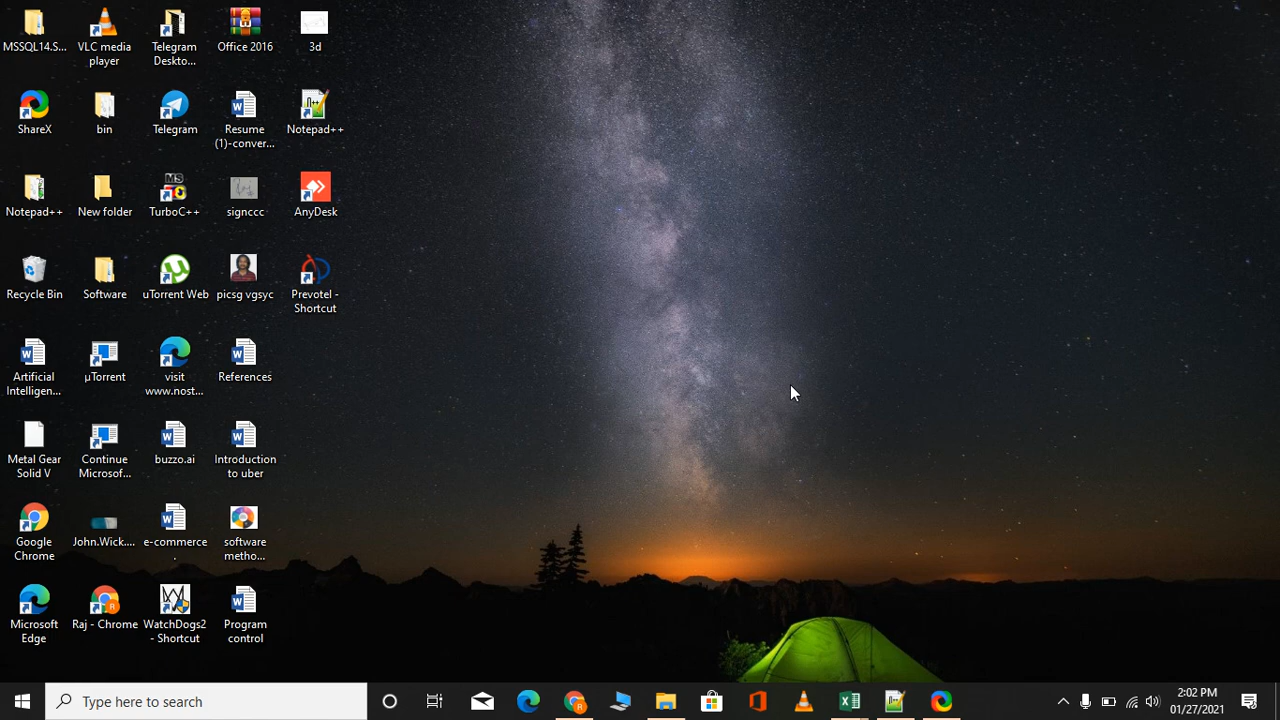 MSSQL14.S...
VLC media
player
Telegram
Deskto...
Office 2016
3d
ShareX
bin
Telegram
Resume
(1)-conver...
Notepad++
Notepad++
New folder
TurboC++
signccc
AnyDesk
Recycle Bin
Software
uTorrent Web
picsg vgsyc
Prevotel -
Shortcut
Artificial
Intelligen...
µTorrent
visit
www.nost...
References
Metal Gear
Solid V
Continue
Microsof...
buzzo.ai
Introduction
to uber
Google
Chrome
John.Wick....
e-commerce
.
software
metho...
Microsoft
Edge
Raj - Chrome
WatchDogs2
- Shortcut
Program
control
Type here to search
2:02 PM
01/27/2021